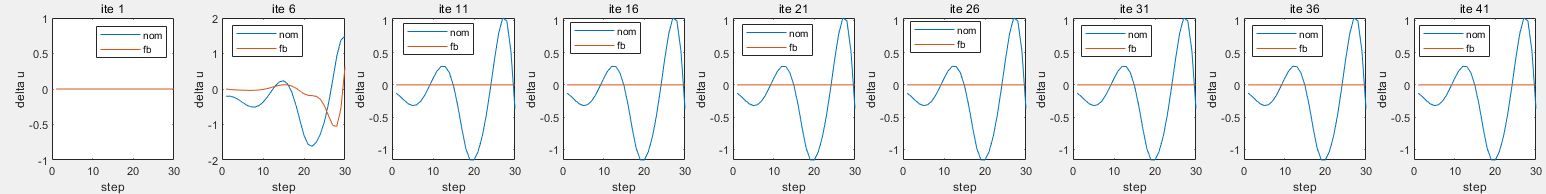 ite 1
1
0.5
0
-0.5
-1
0 10 20 30
step
delta u
nom
fb
ite 6
2
1
0
-1
-2
0 10 20 30
step
delta u
nom
fb
ite 11
1
0.5
0
-0.5
-1
0 10 20 30
step
delta u
nom
fb
ite 16
1
0.5
0
-0.5
-1
0 10 20 30
step
delta u
nom
fb
ite 21
1
0.5
0
-0.5
-1
0 10 20 30
step
delta u
nom
fb
ite 26
1
0.5
0
-0.5
-1
0 10 20 30
step
delta u
nom
fb
ite 31
1
0.5
0
-0.5
-1
0 10 20 30
step
delta u
nom
fb
ite 36
1
0.5
0
-0.5
-1
0 10 20 30
step
delta u
nom
fb
ite 41
1
0.5
0
-0.5
-1
0 10 20 30
step
delta u
nom
fb